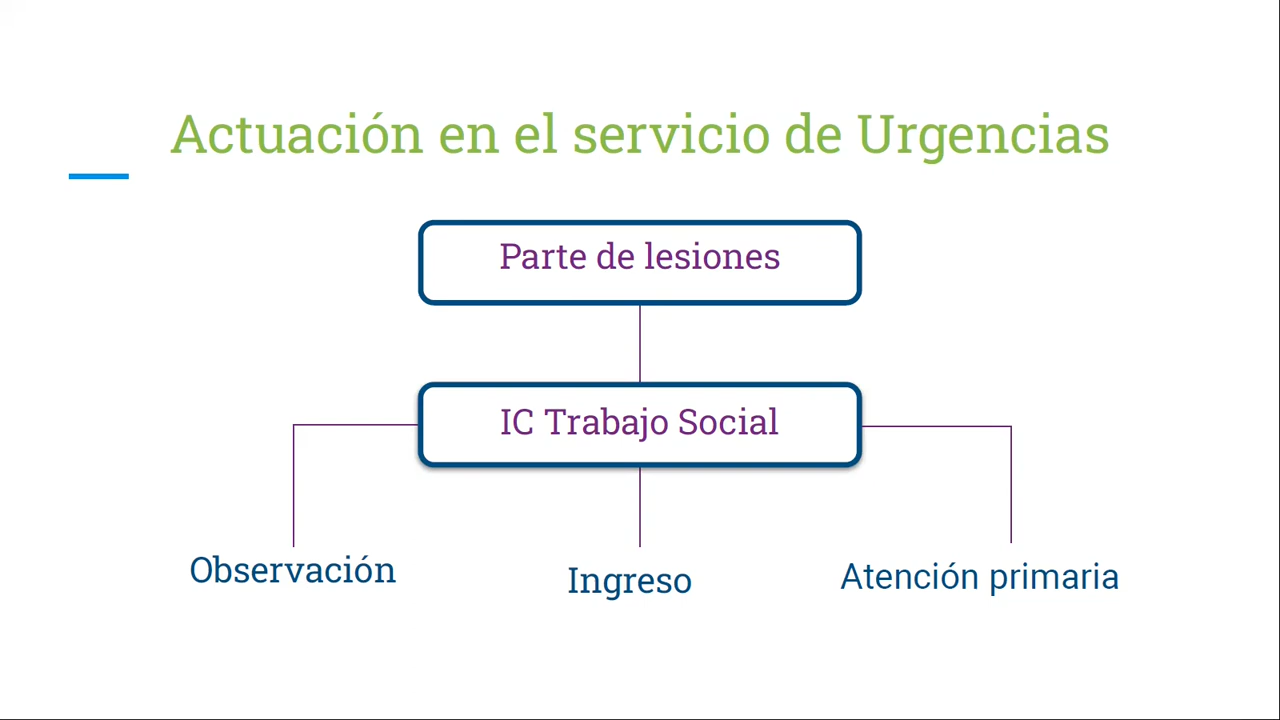 Actuación en el servicio de Urgencias
Parte de lesiones
IC Trabajo Social
Observación
Ingreso
Atención primaria